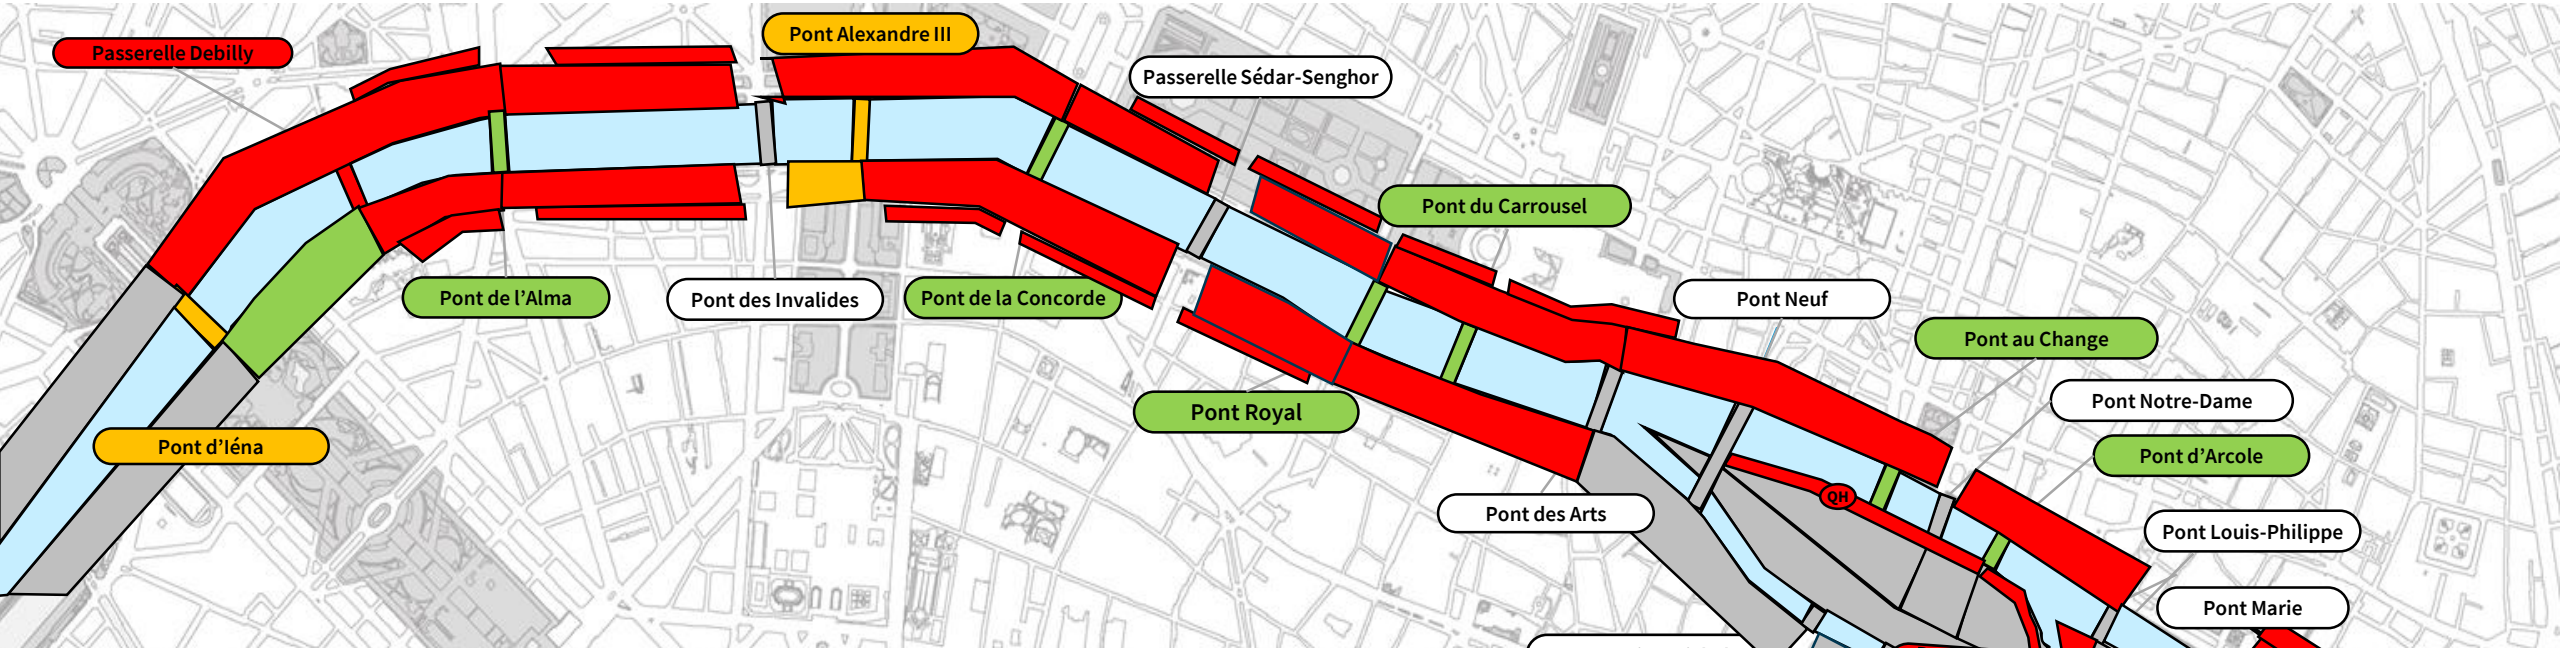 Pont Alexandre III
Passerelle Debilly
Passerelle Sédar-Senghor
Pont du Carrousel
Pont de l'Alma
Pont des Invalides
Pont de la Concorde
Pont Neuf
Pont au Change
Pont Notre-Dame
Pont Royal
Pont d'Iéna
Pont d'Arcole
QH
Pont des Arts
Pont Louis-Philippe
Pont Marie